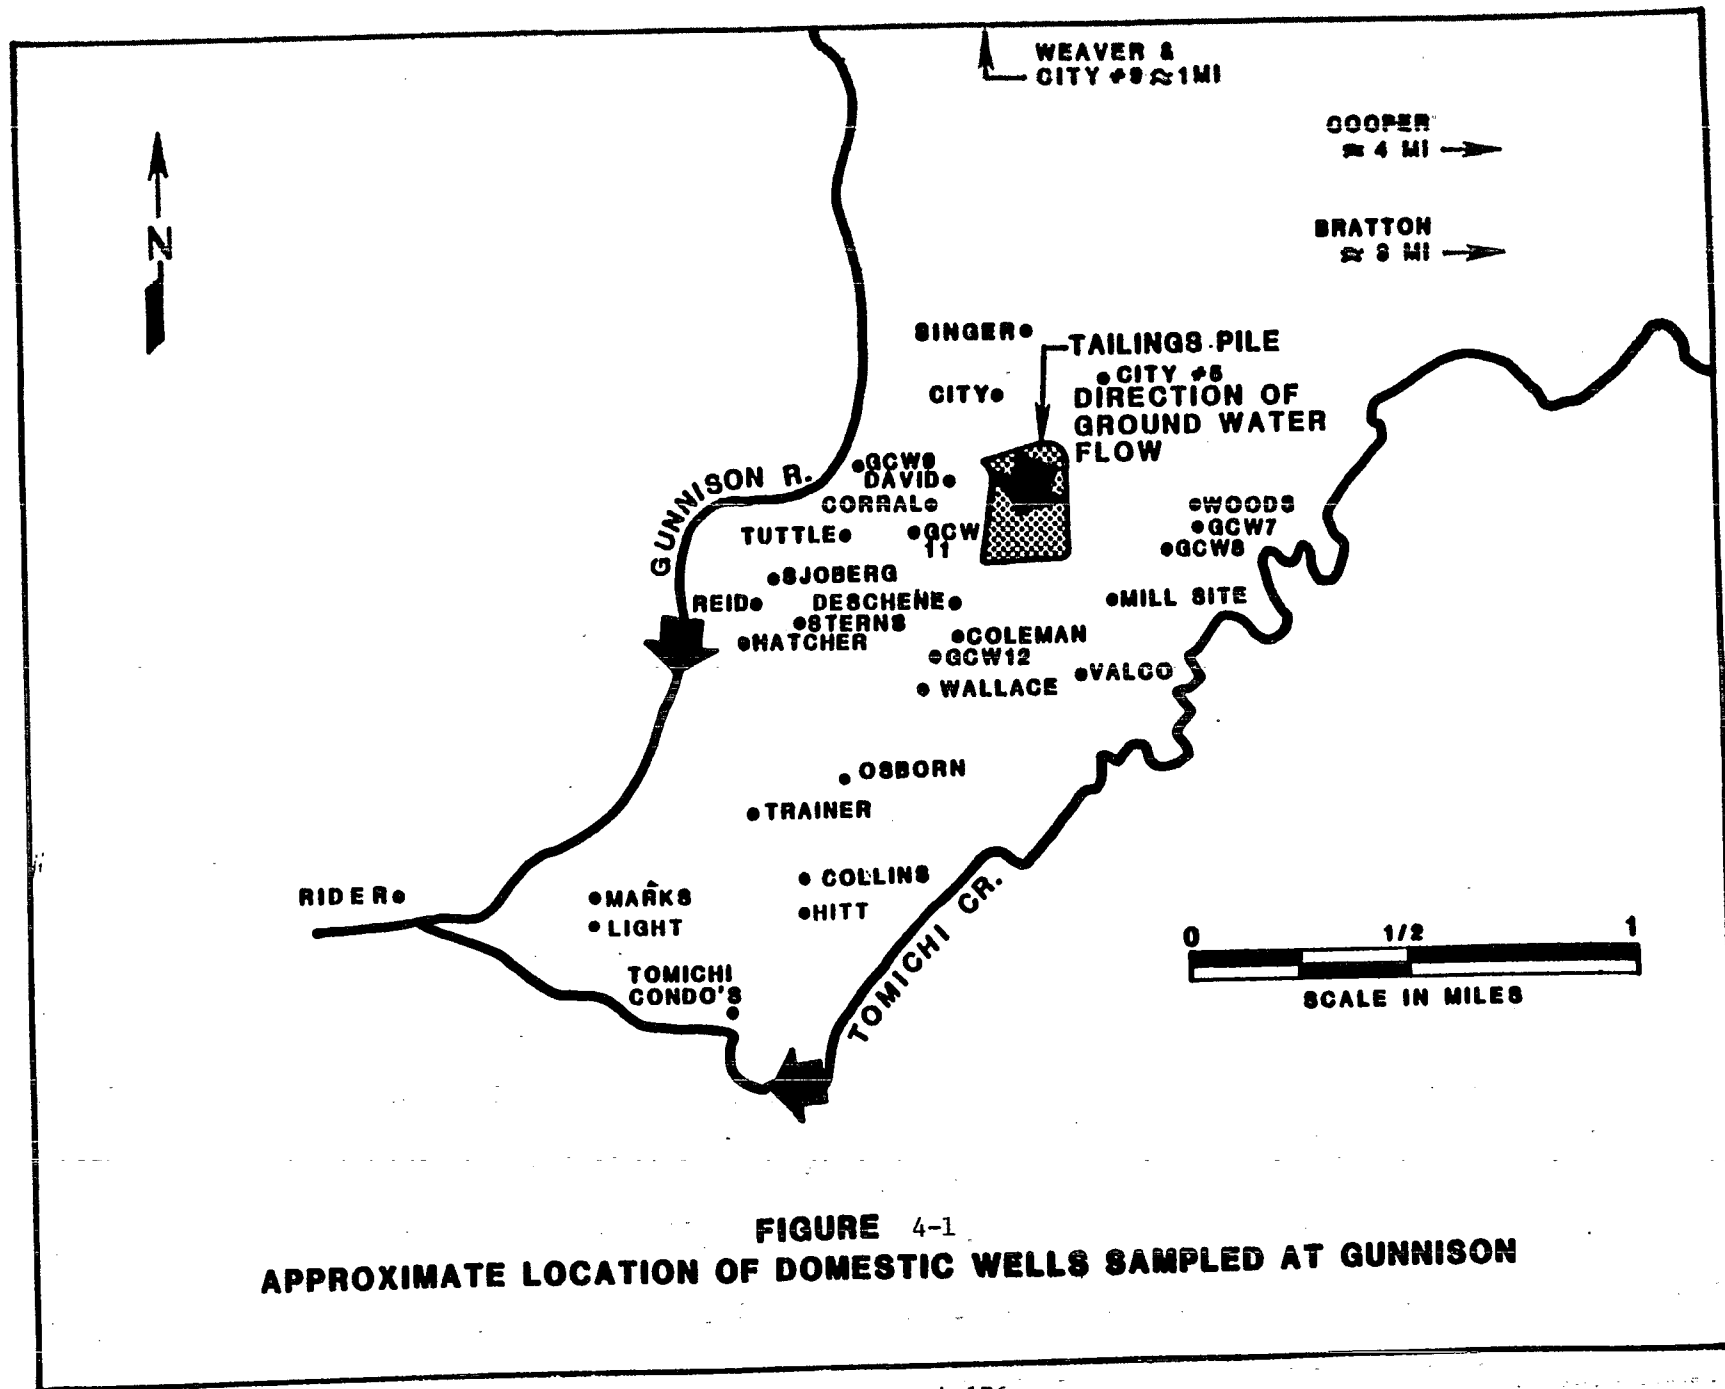 WEAVER &
CITY #9 ≈ 1MI
COOPER
≈ 4 MI
BRATTON
≈ 8 MI
N
SINGER
TAILINGS PILE
CITY #5
CITY
DIRECTION OF
GROUND WATER
FLOW
GUNNISON R.
DAVID
CORRAL
WOODS
TUTTLE
GCW
11
GCW7
GCW8
SJOBERG
REID
DESCHENE
MILL SITE
STERNS
HATCHER
COLEMAN
GCW12
VALCO
WALLACE
OSBORN
TRAINER
COLLINS
RIDER
MARKS
HITT
LIGHT
TOMICHI CR.
TOMICHI
CONDO'S
0 1/2 1
SCALE IN MILES
FIGURE 4-1
APPROXIMATE LOCATION OF DOMESTIC WELLS SAMPLED AT GUNNISON